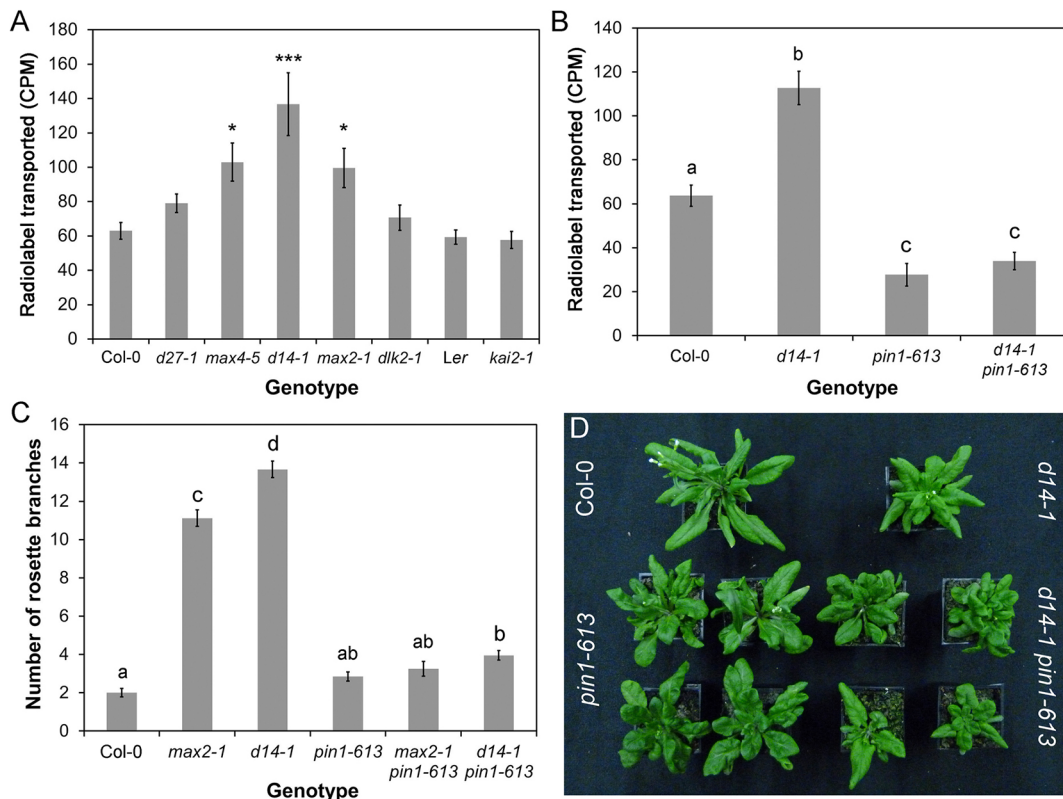 A
Radiolabel transported (CPM)
180
160
140
120
100
80
60
40
20
0
*
***
*
Col-0 d27-1 max4-5 d14-1 max2-1 dlk2-1 Ler kai2-1
Genotype
B
Radiolabel transported (CPM)
140
120
100
80
60
40
20
0
a
b
c
c
Col-0 d14-1 pin1-613 d14-1
pin1-613
Genotype
C
Number of rosette branches
16
14
12
10
8
6
4
2
0
a
c
d
ab
ab
b
Col-0 max2-1 d14-1 pin1-613 max2-1 d14-1
pin1-613 pin1-613
Genotype
D
Col-0
d14-1
pin1-613
d14-1 pin1-613